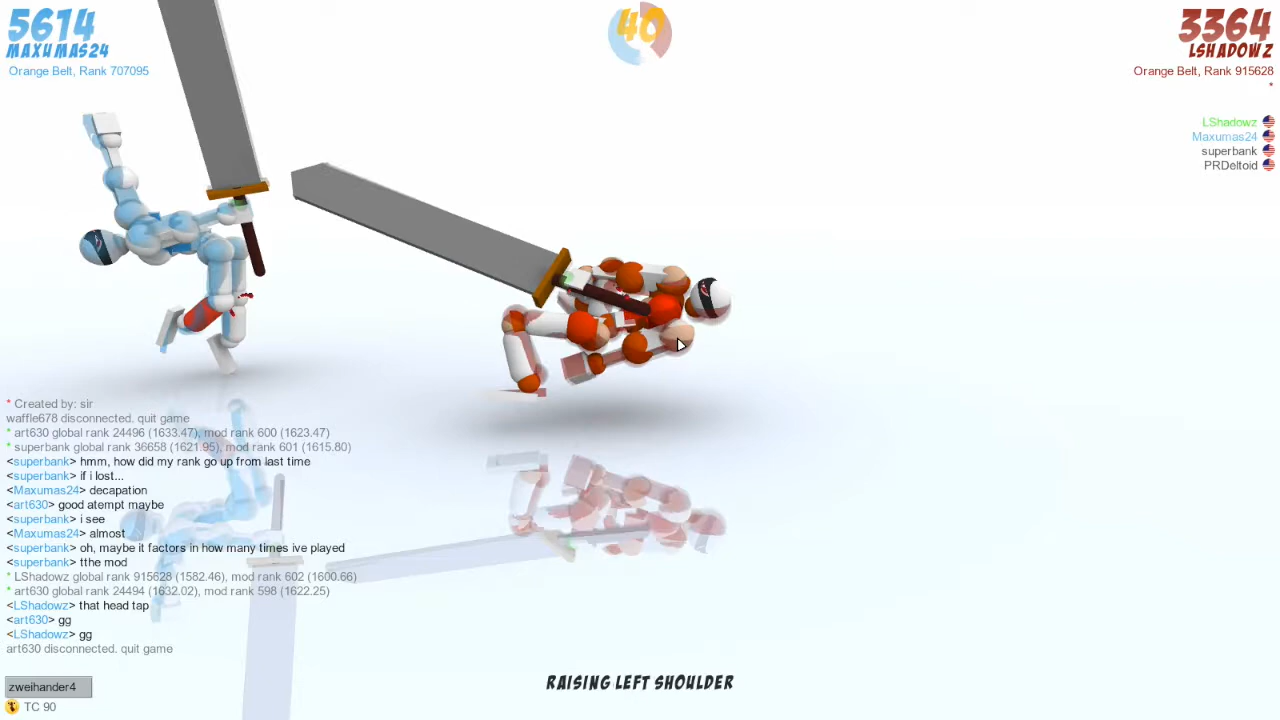 5614
MAXUMAS24
Orange Belt, Rank 707095
40
3364
LSHADOWZ
Orange Belt, Rank 915628
*
LShadowz
Maxumas24
superbank
PRDeltoid
* Created by: sir
waffle678 disconnected. quit game
* art630 global rank 24496 (1633.47), mod rank 600 (1623.47)
* superbank global rank 36658 (1621.95), mod rank 601 (1615.80)
<superbank> hmm, how did my rank go up from last time
<superbank> if i lost...
<Maxumas24> decapation
<art630> good atempt maybe
<superbank> i see
<Maxumas24> almost
<superbank> oh, maybe it factors in how many times ive played
<superbank> tthe mod
* LShadowz global rank 915628 (1582.46), mod rank 602 (1600.66)
* art630 global rank 24494 (1632.02), mod rank 598 (1622.25)
<LShadowz> that head tap
<art630> gg
<LShadowz> gg
art630 disconnected. quit game
zweihander4
TC 90
RAISING LEFT SHOULDER